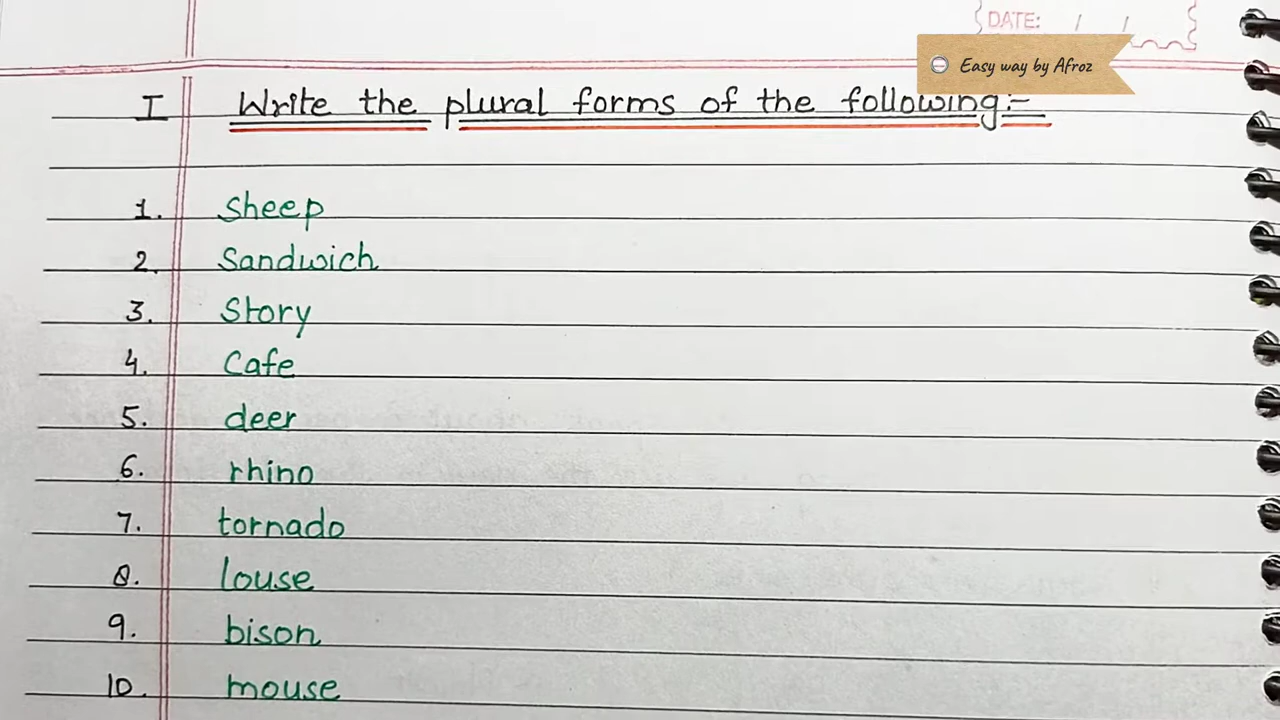 DATE: / /
Easy way by Afroz
I Write the plural forms of the following:-
1. Sheep
2. Sandwich
3. Story
4. Cafe
5. deer
6. rhino
7. tornado
8. louse
9. bison
10. mouse